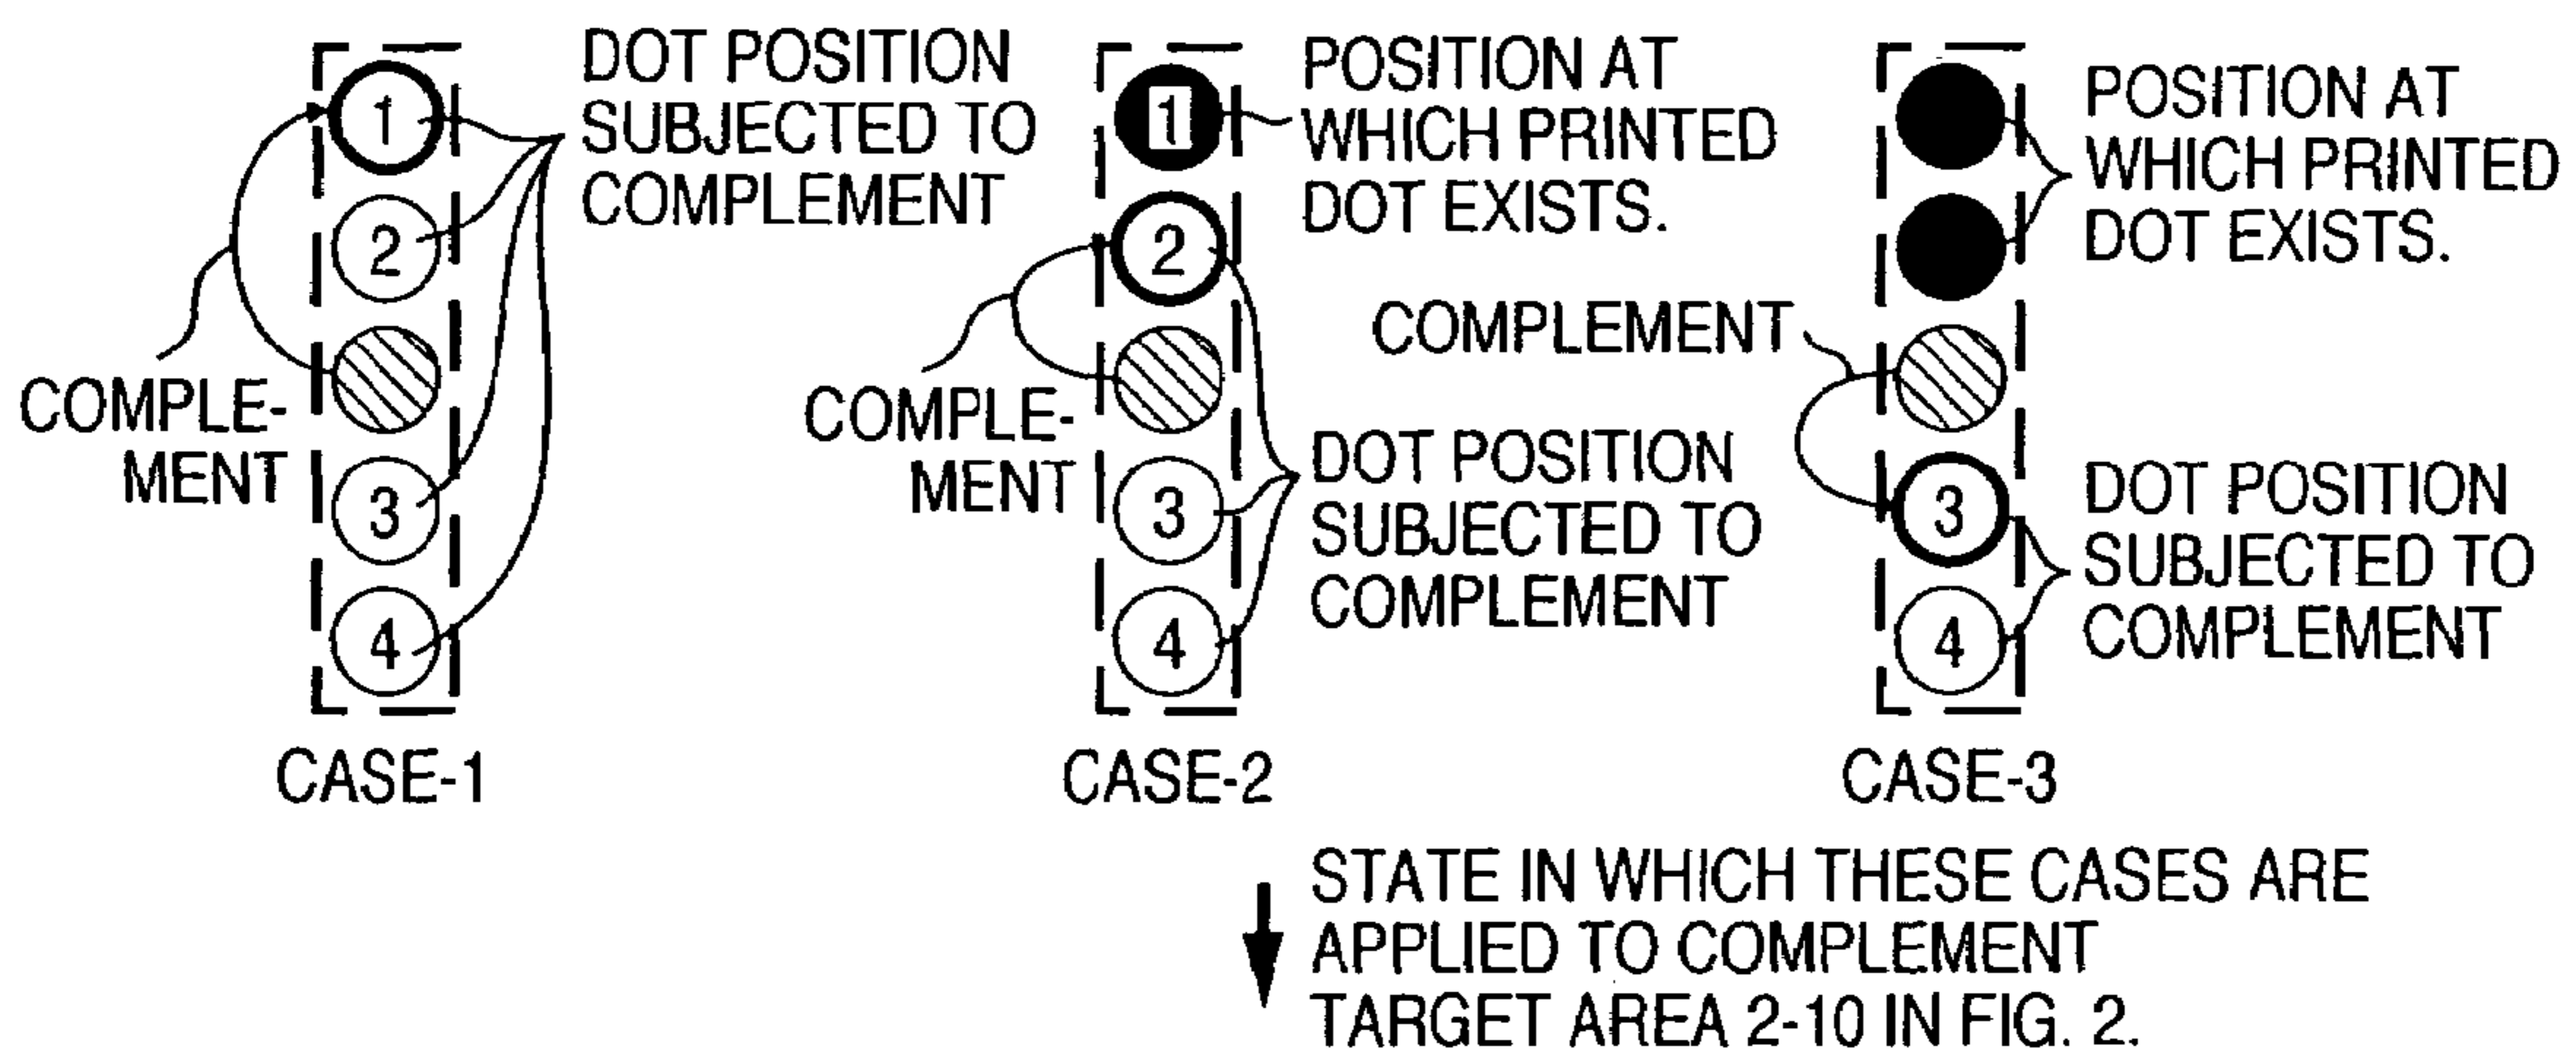 DOT POSITION
SUBJECTED TO
COMPLEMENT
1
2
3
4
COMPLE-
MENT
CASE-1
POSITION AT
WHICH PRINTED
DOT EXISTS.
1
2
3
4
COMPLE-
MENT
DOT POSITION
SUBJECTED TO
COMPLEMENT
CASE-2
POSITION AT
WHICH PRINTED
DOT EXISTS.
COMPLEMENT
3
4
DOT POSITION
SUBJECTED TO
COMPLEMENT
CASE-3
STATE IN WHICH THESE CASES ARE
APPLIED TO COMPLEMENT
TARGET AREA 2-10 IN FIG. 2.